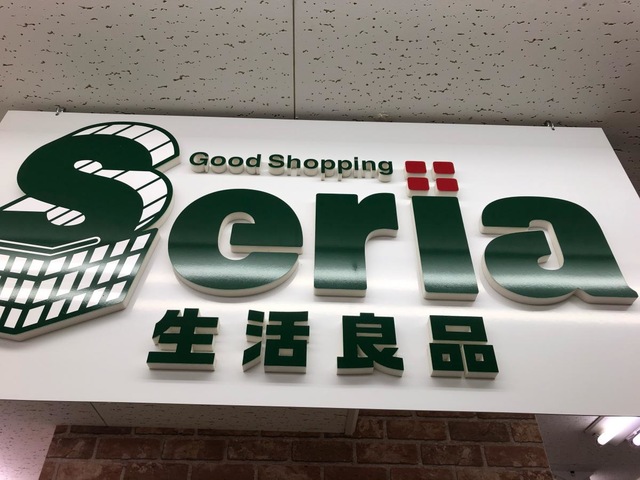 Good Shopping
Seria
生活良品